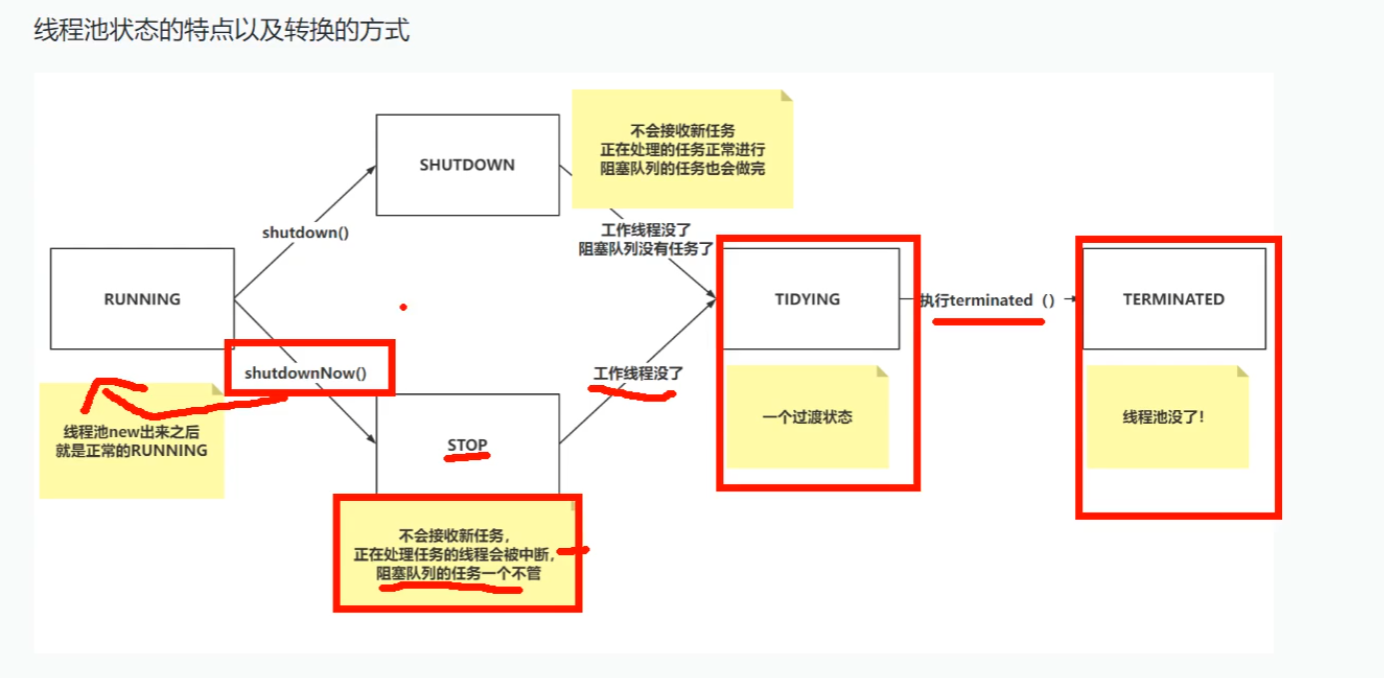 线程池状态的特点以及转换的方式
SHUTDOWN
不会接收新任务
正在处理的任务正常进行
阻塞队列的任务也会做完
shutdown()
工作线程没了
阻塞队列没有任务了
RUNNING
TIDYING
执行terminated（）
TERMINATED
shutdownNow()
工作线程没了
线程池new出来之后
就是正常的RUNNING
STOP
一个过渡状态
线程池没了!
不会接收新任务，
正在处理任务的线程会被中断，
阻塞队列的任务一个不管